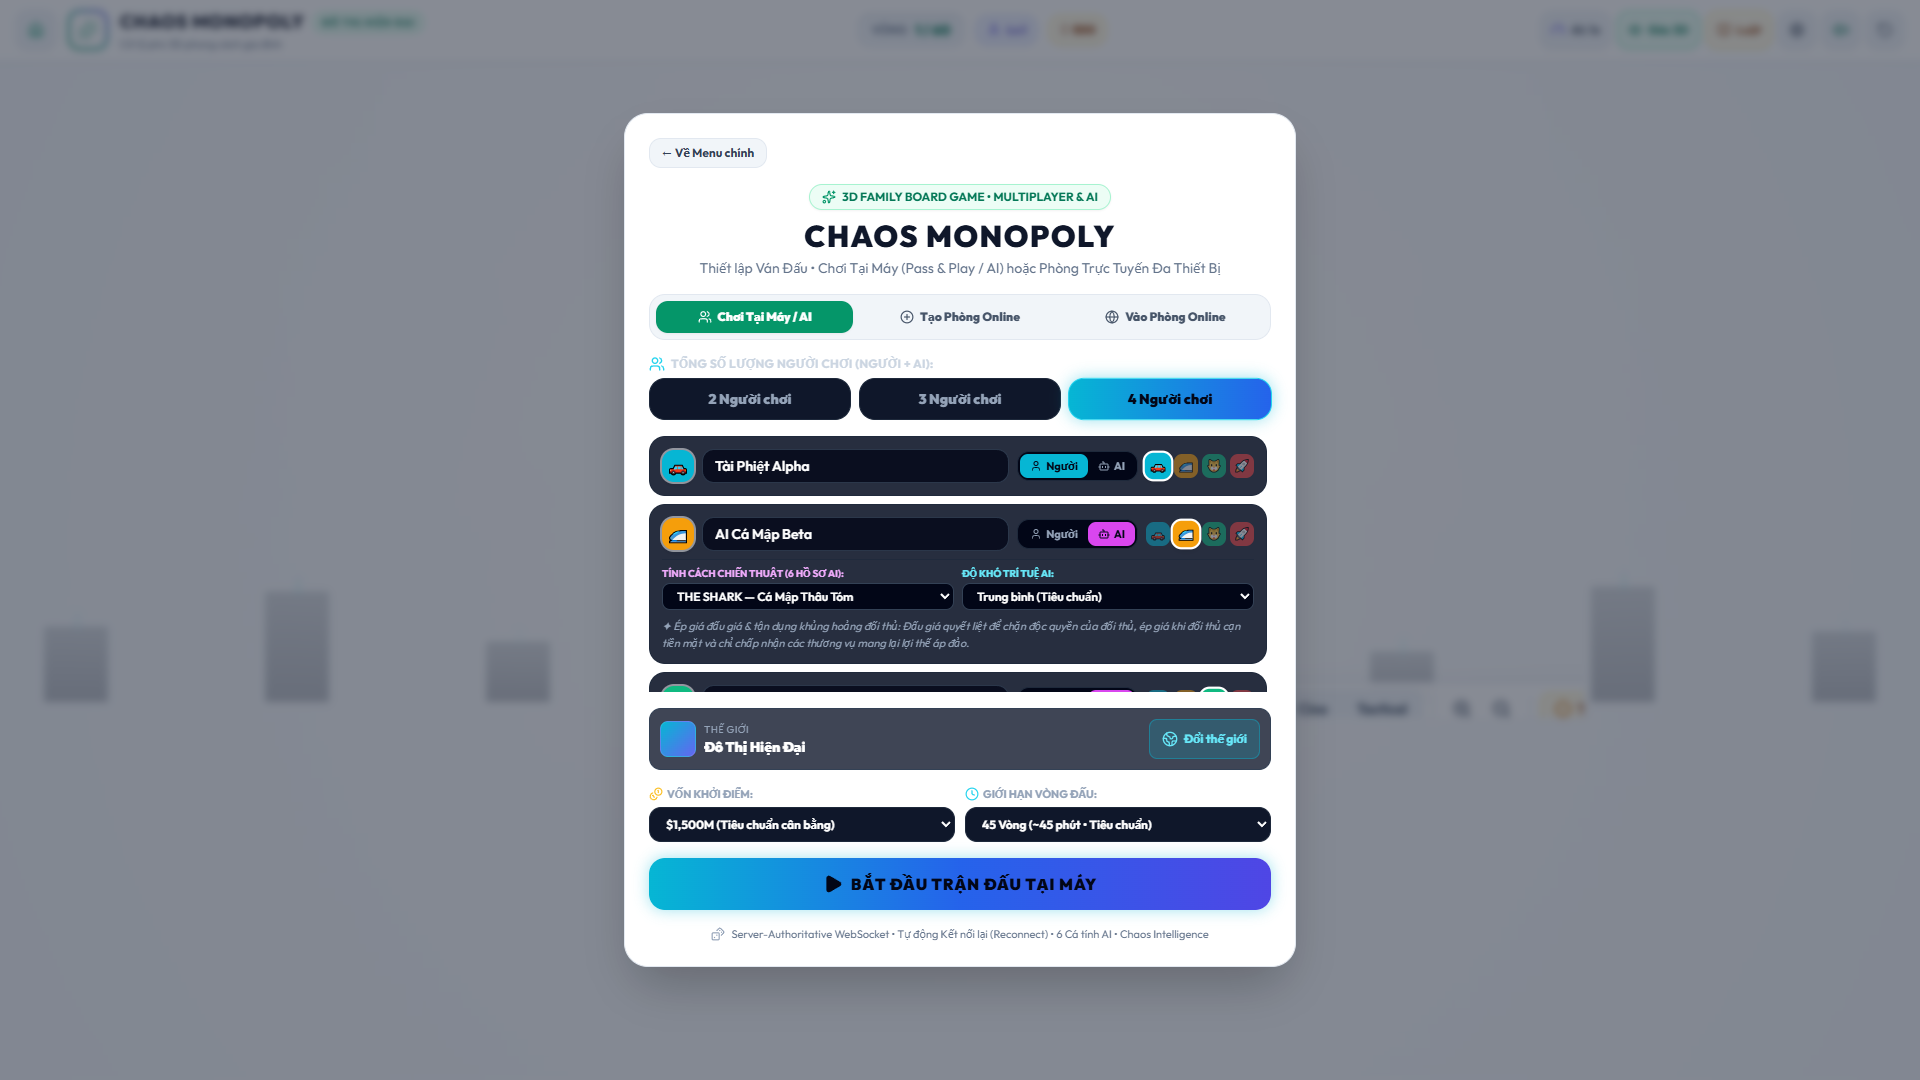 CHAOS MONOPOLY
← Về Menu chính
3D FAMILY BOARD GAME • MULTIPLAYER & AI
CHAOS MONOPOLY
Thiết lập Ván Đấu • Chơi Tại Máy (Pass & Play / AI) hoặc Phòng Trực Tuyến Đa Thiết Bị
Chơi Tại Máy / AI
Tạo Phòng Online
Vào Phòng Online
TỔNG SỐ LƯỢNG NGƯỜI CHƠI (NGƯỜI + AI):
2 Người chơi
3 Người chơi
4 Người chơi
Tài Phiệt Alpha
Người
AI
AI Cá Mập Beta
Người
AI
TÍNH CÁCH CHIẾN THUẬT (6 HỒ SƠ AI):
ĐỘ KHÓ TRÍ TUỆ AI:
THE SHARK — Cá Mập Thâu Tóm
Trung bình (Tiêu chuẩn)
✦ Ép giá đấu giá & tận dụng khủng hoảng đối thủ: Đấu giá quyết liệt để chặn độc quyền của đối thủ, ép giá khi đối thủ cạn
tiền mặt và chỉ chấp nhận các thương vụ mang lại lợi thế áp đảo.
THẾ GIỚI
Đô Thị Hiện Đại
Đổi thế giới
VỐN KHỞI ĐIỂM:
GIỚI HẠN VÒNG ĐẤU:
$1,500M (Tiêu chuẩn cân bằng)
45 Vòng (~45 phút • Tiêu chuẩn)
BẮT ĐẦU TRẬN ĐẤU TẠI MÁY
Server-Authoritative WebSocket • Tự động Kết nối lại (Reconnect) • 6 Cá tính AI • Chaos Intelligence